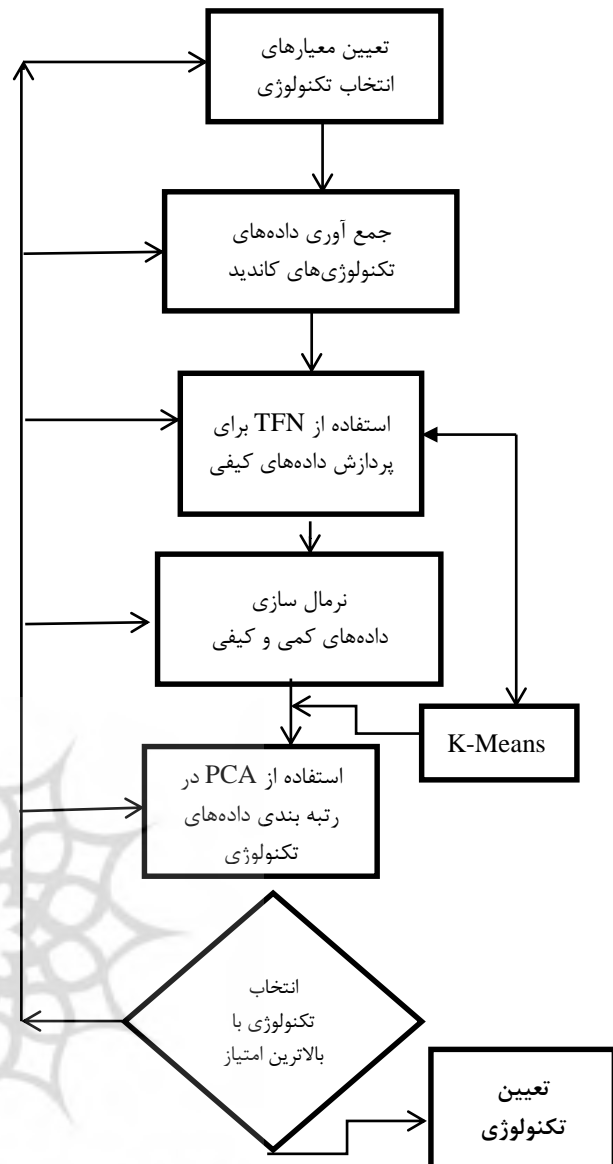 تعیین معیارهای
انتخاب تکنولوژی
جمع آوری داده‌های
تکنولوژی‌های کاندید
استفاده از TFN برای
پردازش داده‌های کیفی
نرمال سازی
داده‌های کمی و کیفی
K-Means
استفاده از PCA در
رتبه بندی داده‌های
تکنولوژی
انتخاب
تکنولوژی با
بالاترین امتیاز
تعیین
تکنولوژی